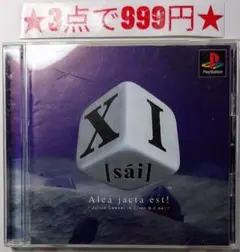 ★3点で999円★
PlayStation
XI
[sái]
Alea jacta est!